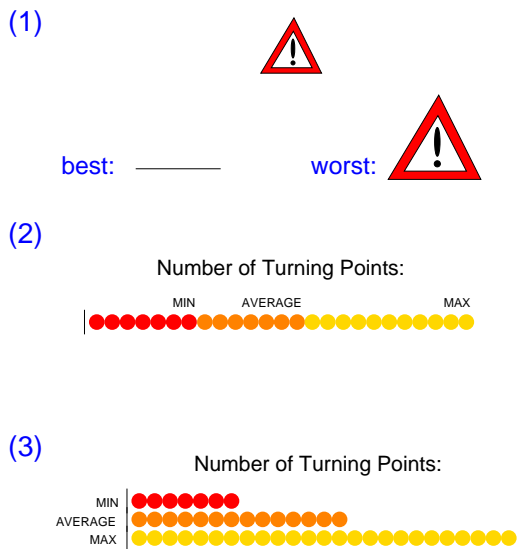 (1)
best: worst:
(2)
Number of Turning Points:
MIN AVERAGE MAX
(3)
Number of Turning Points:
MIN
AVERAGE
MAX